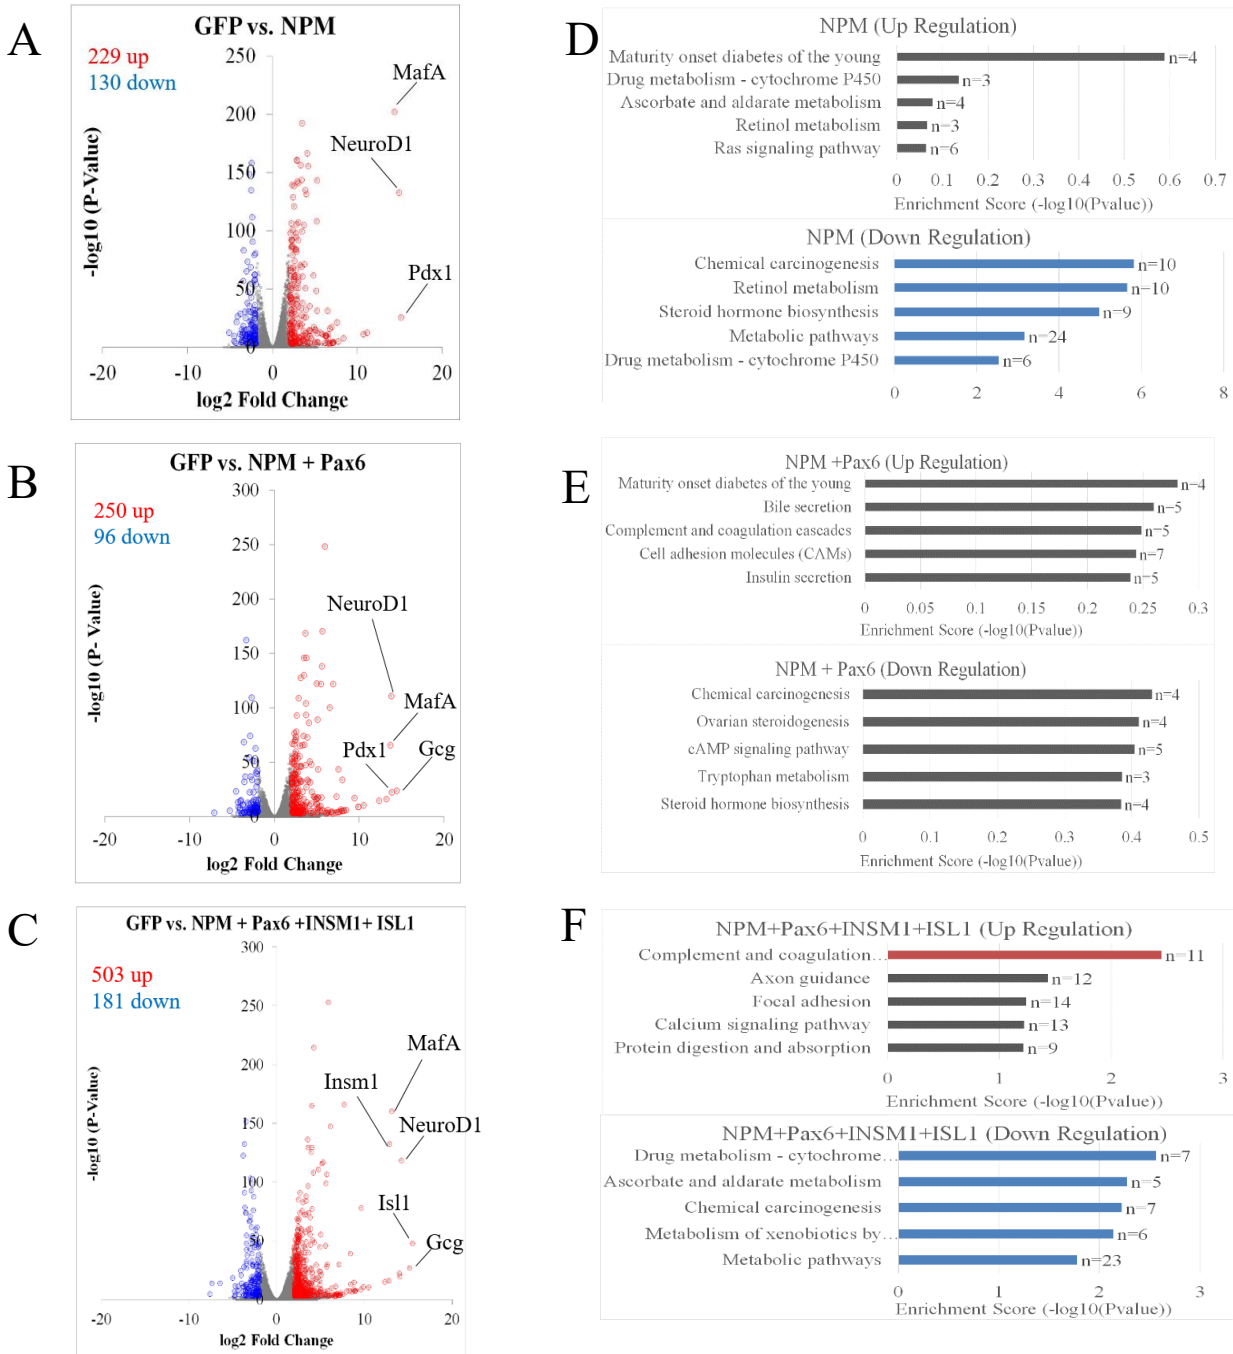 A
GFP vs. NPM
229 up
130 down
250
200
150
100
50
0
-20
-10
0
10
20
MafA
NeuroD1
Pdx1
-log10 (P-Value)
log2 Fold Change
D
NPM (Up Regulation)
Maturity onset diabetes of the young n=4
Drug metabolism - cytochrome P450 n=3
Ascorbate and aldarate metabolism n=4
Retinol metabolism n=3
Ras signaling pathway n=6
0 0.1 0.2 0.3 0.4 0.5 0.6 0.7
Enrichment Score (-log10(Pvalue))
NPM (Down Regulation)
Chemical carcinogenesis n=10
Retinol metabolism n=10
Steroid hormone biosynthesis n=9
Metabolic pathways n=24
Drug metabolism - cytochrome P450 n=6
0 2 4 6 8
B
GFP vs. NPM + Pax6
250 up
96 down
300
250
200
150
100
50
0
-20
-10
0
10
20
NeuroD1
MafA
Pdx1
Gcg
-log10 (P- Value)
log2 Fold Change
E
NPM +Pax6 (Up Regulation)
Maturity onset diabetes of the young n=4
Bile secretion n=5
Complement and coagulation cascades n=5
Cell adhesion molecules (CAMs) n=7
Insulin secretion n=5
0 0.05 0.1 0.15 0.2 0.25 0.3
Enrichment Score (-log10(Pvalue))
NPM + Pax6 (Down Regulation)
Chemical carcinogenesis n=4
Ovarian steroidogenesis n=4
cAMP signaling pathway n=5
Tryptophan metabolism n=3
Steroid hormone biosynthesis n=4
0 0.1 0.2 0.3 0.4 0.5
Enrichment Score (-log10(Pvalue))
C
GFP vs. NPM + Pax6 +INSM1+ ISL1
503 up
181 down
300
250
200
150
100
50
0
-20
-10
0
10
20
MafA
Insm1
NeuroD1
Isl1
Gcg
-log10 (P-Value)
log2 Fold Change
F
NPM+Pax6+INSM1+ISL1 (Up Regulation)
Complement and coagulation... n=11
Axon guidance n=12
Focal adhesion n=14
Calcium signaling pathway n=13
Protein digestion and absorption n=9
0 1 2 3
Enrichment Score (-log10(Pvalue))
NPM+Pax6+INSM1+ISL1 (Down Regulation)
Drug metabolism - cytochrome... n=7
Ascorbate and aldarate metabolism n=5
Chemical carcinogenesis n=7
Metabolism of xenobiotics by... n=6
Metabolic pathways n=23
0 1 2 3
Enrichment Score (-log10(Pvalue))